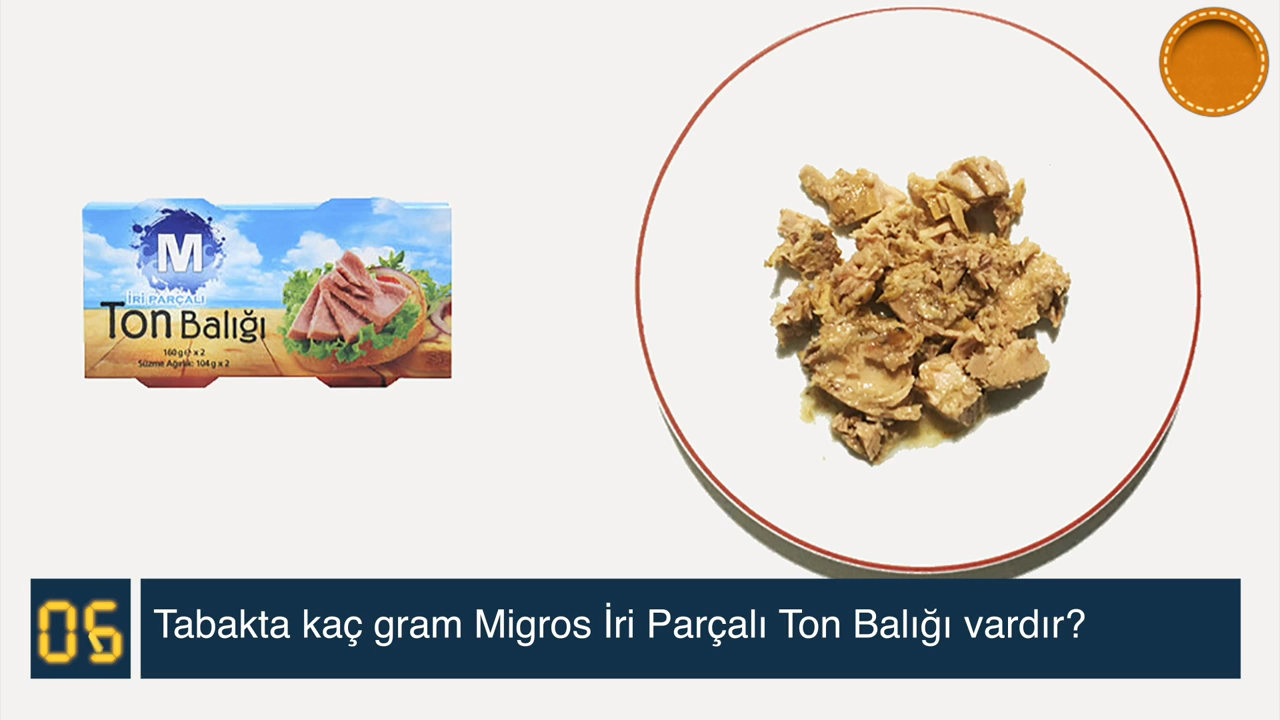 M
İRİ PARÇALI
Ton Balığı
160 g e x 2
Süzme Ağırlık: 104 g x 2
Tabakta kaç gram Migros İri Parçalı Ton Balığı vardır?